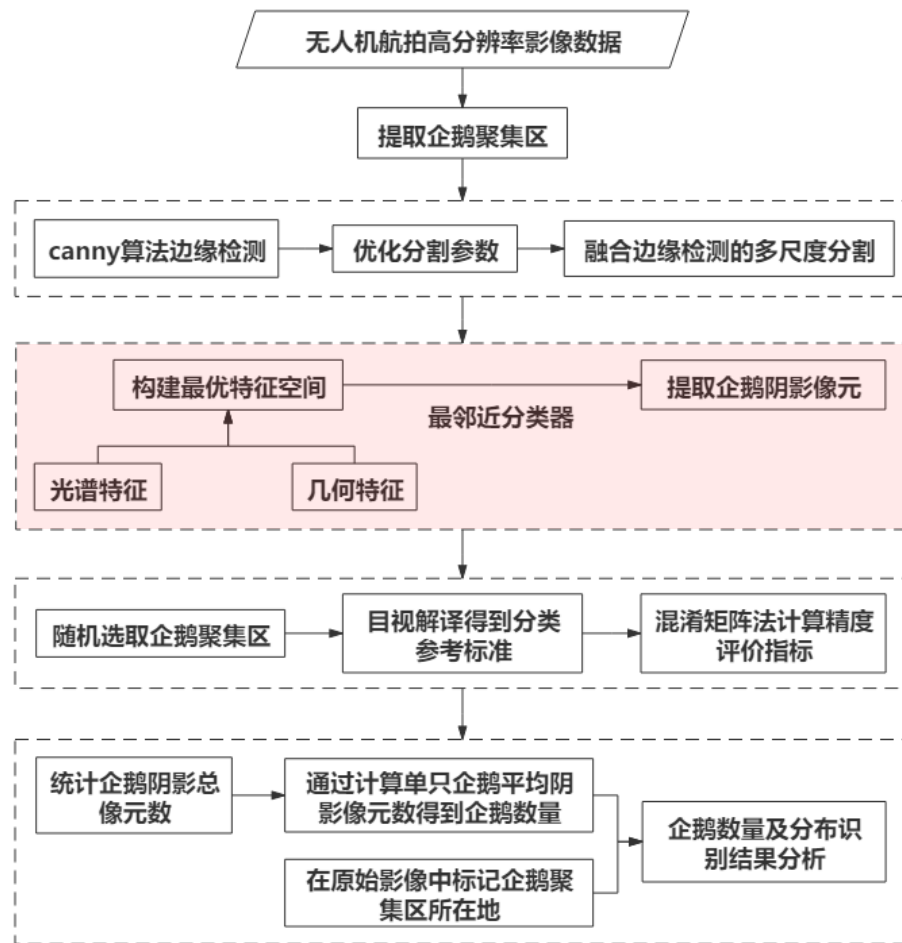 无人机航拍高分辨率影像数据
提取企鹅聚集区
canny算法边缘检测
优化分割参数
融合边缘检测的多尺度分割
构建最优特征空间
提取企鹅阴影像元
最邻近分类器
光谱特征
几何特征
随机选取企鹅聚集区
目视解译得到分类
参考标准
混淆矩阵法计算精度
评价指标
统计企鹅阴影总
像元数
通过计算单只企鹅平均阴
影像元数得到企鹅数量
企鹅数量及分布识
别结果分析
在原始影像中标记企鹅聚
集区所在地